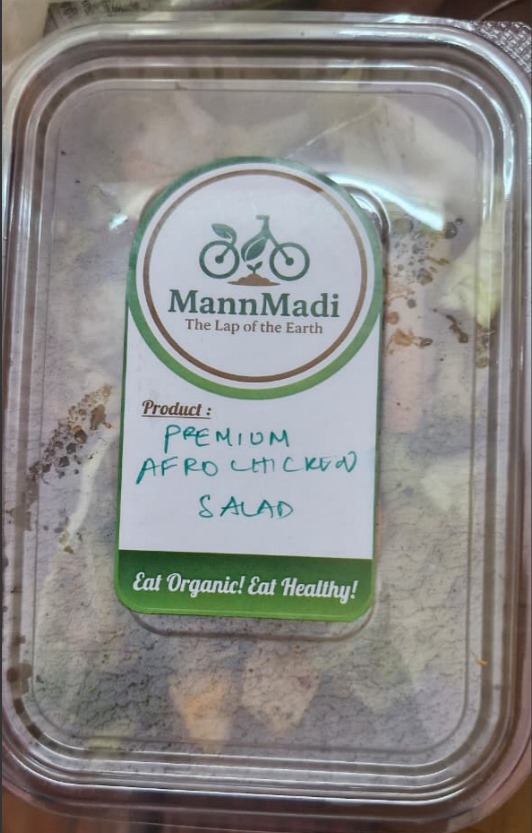 MannMadi
The Lap of the Earth
Product :
PREMIUM
AFRO CHICKEN
SALAD
Eat Organic! Eat Healthy!